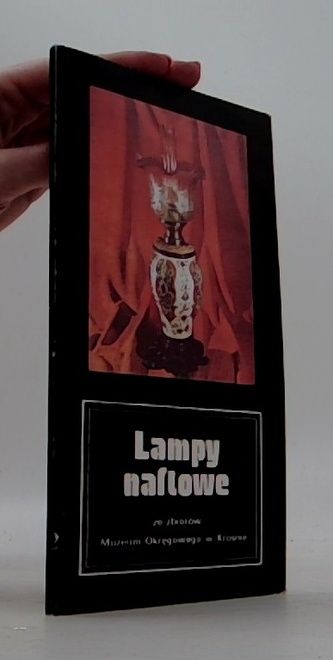 Lampy
naftowe
ze zbiorów
Muzeum Okręgowego w Krośnie